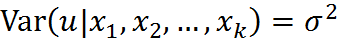 Var(u|x₁, x₂, …, xₖ) = σ²